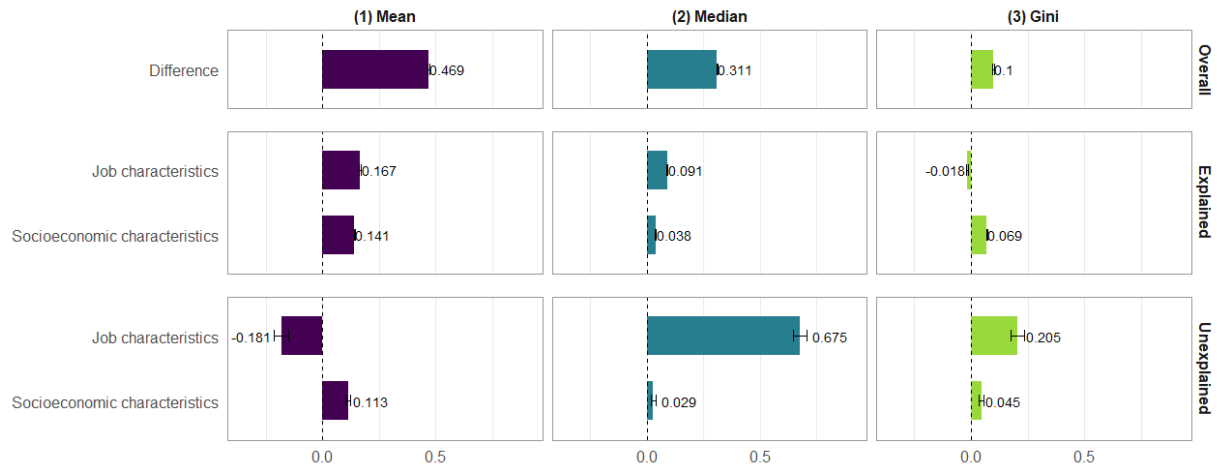 (1) Mean (2) Median (3) Gini
Difference 0.469 0.311 0.1 Overall
Job characteristics 0.167 0.091 -0.018 Explained
Socioeconomic characteristics 0.141 0.038 0.069
Job characteristics -0.181 0.675 0.205 Unexplained
Socioeconomic characteristics 0.113 0.029 0.045
0.0 0.5 0.0 0.5 0.0 0.5